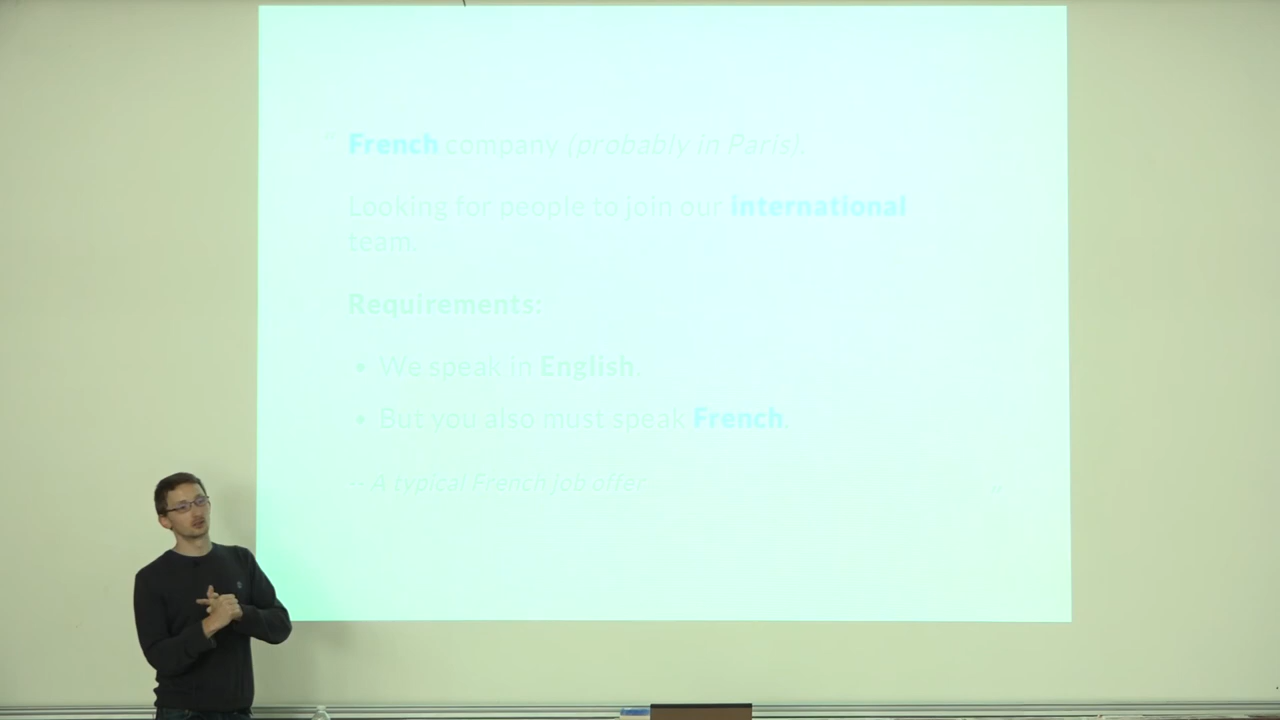 “ French company (probably in Paris).
Looking for people to join our international
team.
Requirements:
• We speak in English.
• But you also must speak French.
-- A typical French job offer ”